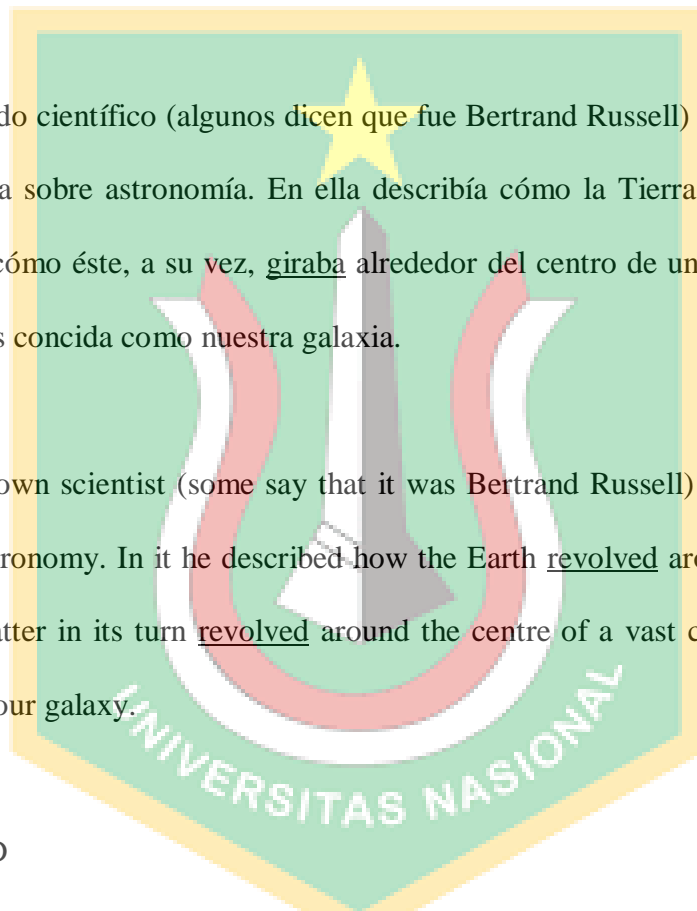 do científico (algunos dicen que fue Bertrand Russell)
a sobre astronomía. En ella describía cómo la Tierra
cómo éste, a su vez, giraba alrededor del centro de un
s concida como nuestra galaxia.
own scientist (some say that it was Bertrand Russell)
ronomy. In it he described how the Earth revolved aro
atter in its turn revolved around the centre of a vast c
our galaxy.
UNIVERSITAS NASIONAL